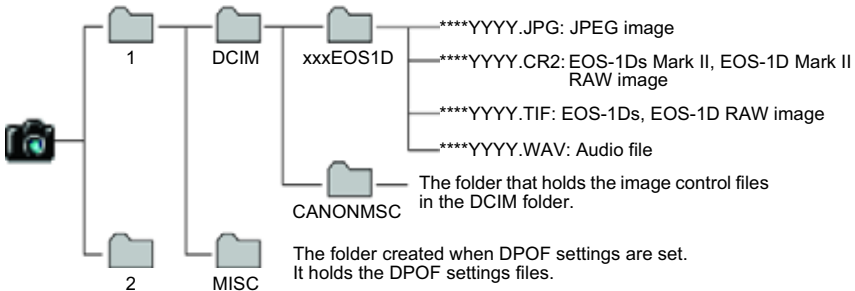 1
DCIM
xxxEOS1D
****YYYY.JPG: JPEG image
****YYYY.CR2: EOS-1Ds Mark II, EOS-1D Mark II
RAW image
****YYYY.TIF: EOS-1Ds, EOS-1D RAW image
****YYYY.WAV: Audio file
CANONMSC
The folder that holds the image control files
in the DCIM folder.
2
MISC
The folder created when DPOF settings are set.
It holds the DPOF settings files.